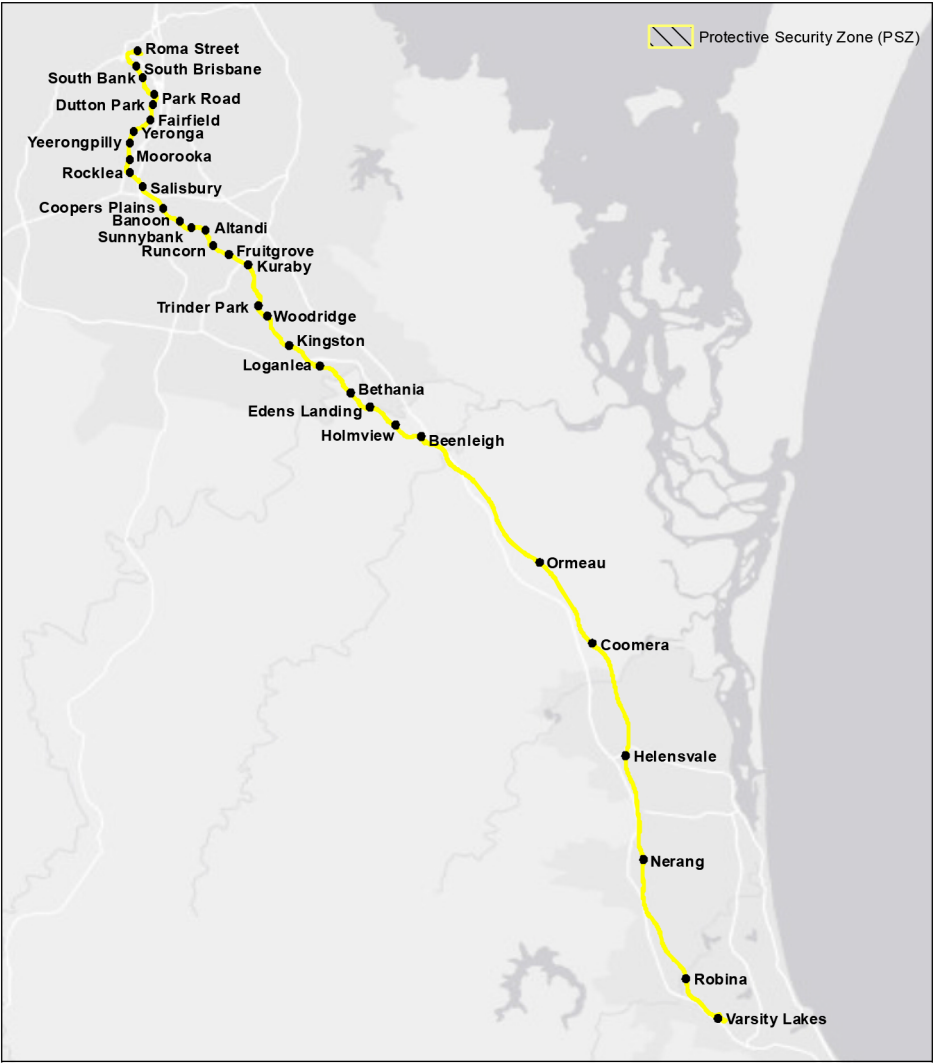 Protective Security Zone (PSZ)
Roma Street
South Brisbane
South Bank
Park Road
Dutton Park
Fairfield
Yeronga
Yeerongpilly
Moorooka
Rocklea
Salisbury
Coopers Plains
Banoon
Altandi
Sunnybank
Runcorn
Fruitgrove
Kuraby
Trinder Park
Woodridge
Kingston
Loganlea
Bethania
Edens Landing
Holmview
Beenleigh
Ormeau
Coomera
Helensvale
Nerang
Robina
Varsity Lakes